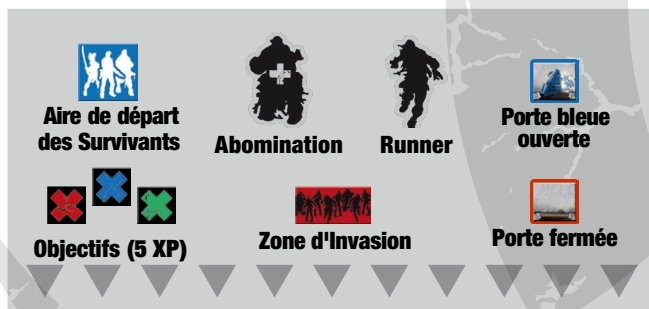 Aire de départ
des Survivants
Abomination
Runner
Porte bleue
ouverte
Objectifs (5 XP)
Zone d'Invasion
Porte fermée